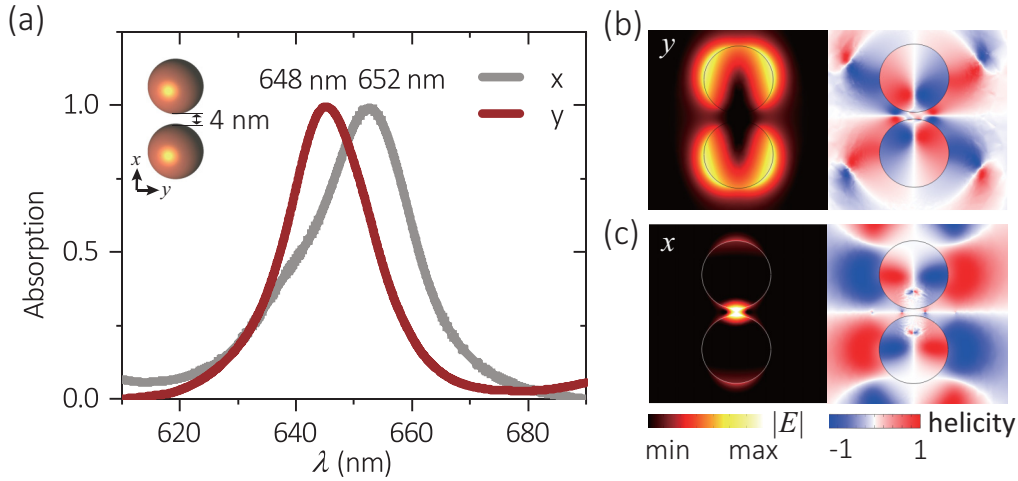 (a)
648 nm 652 nm
x
y
4 nm
x
y
1.0
0.5
0.0
Absorption
620 640 660 680
λ (nm)
(b)
y
(c)
x
|E|
min max
helicity
-1 1